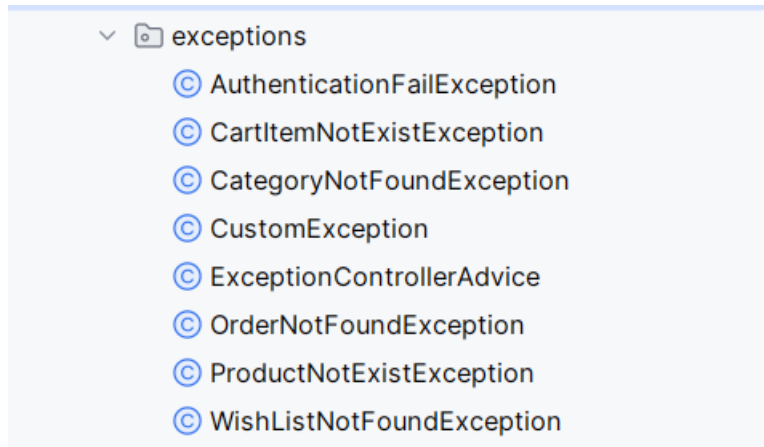 exceptions
AuthenticationFailException
CartItemNotExistException
CategoryNotFoundException
CustomException
ExceptionControllerAdvice
OrderNotFoundException
ProductNotExistException
WishListNotFoundException